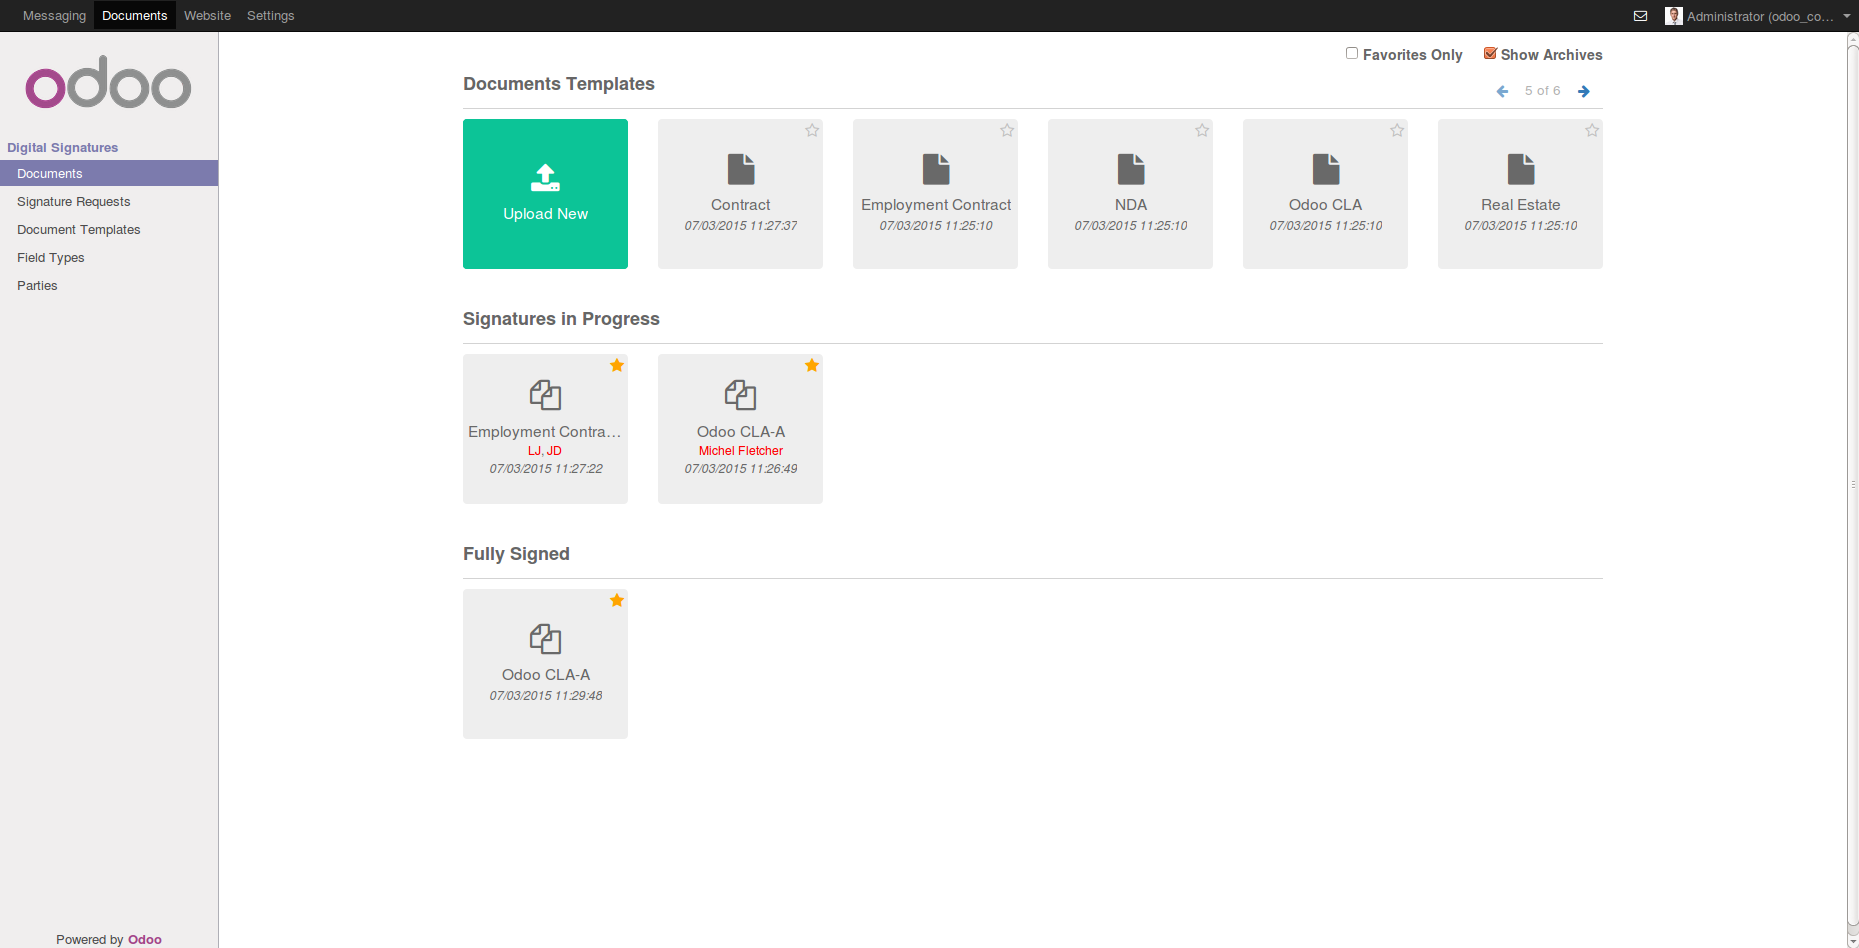 Messaging Documents Website Settings Administrator (odoo_co...
odoo
Digital Signatures
Documents
Signature Requests
Document Templates
Field Types
Parties
Powered by Odoo
Favorites Only Show Archives
Documents Templates
5 of 6
Upload New
Contract
07/03/2015 11:27:37
Employment Contract
07/03/2015 11:25:10
NDA
07/03/2015 11:25:10
Odoo CLA
07/03/2015 11:25:10
Real Estate
07/03/2015 11:25:10
Signatures in Progress
Employment Contra...
LJ, JD
07/03/2015 11:27:22
Odoo CLA-A
Michel Fletcher
07/03/2015 11:26:49
Fully Signed
Odoo CLA-A
07/03/2015 11:29:48